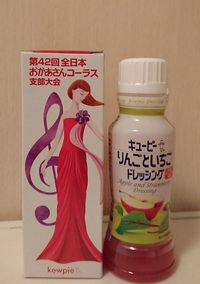 第42回 全日本
おかあさんコーラス
支部大会
kewpie
キユーピー
りんごといちご
ドレッシング
Apple and Strawberry
Dressing